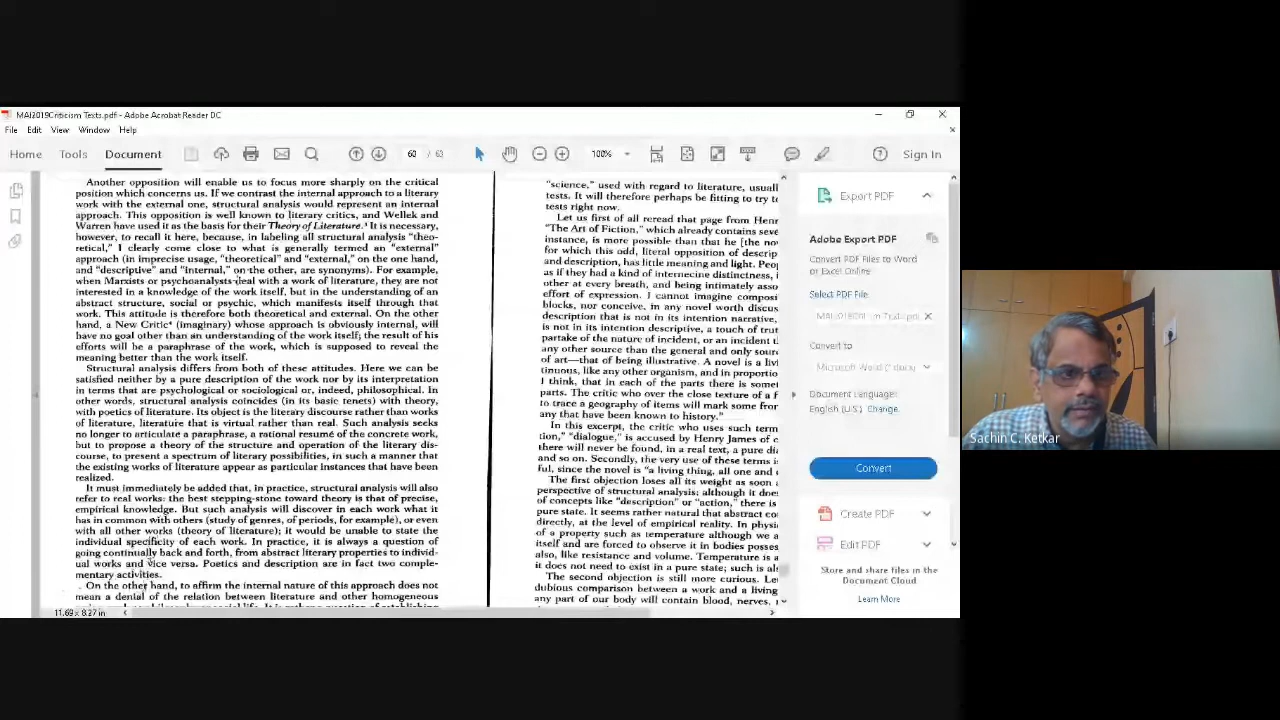 MAI2019Criticism Texts.pdf - Adobe Acrobat Reader DC
File Edit View Window Help
Home Tools Document 60 / 63 100% Sign In
Another opposition will enable us to focus more sharply on the critical
position which concerns us. If we contrast the internal approach to a literary
work with the external one, structural analysis would represent an internal
approach. This opposition is well known to literary critics, and Wellek and
Warren have used it as the basis for their Theory of Literature. It is necessary,
however, to recall it here, because, in labeling all structural analysis "theo-
retical," I clearly come close to what is generally termed an "external"
approach (in imprecise usage, "theoretical" and "external," on the one hand,
and "descriptive" and "internal," on the other, are synonyms). For example,
when Marxists or psychoanalysts deal with a work of literature, they are not
interested in a knowledge of the work itself, but in the understanding of an
abstract structure, social or psychic, which manifests itself through that
work. This attitude is therefore both theoretical and external. On the other
hand, a New Critic (imaginary) whose approach is obviously internal, will
have no goal other than an understanding of the work itself; the result of his
efforts will be a paraphrase of the work, which is supposed to reveal the
meaning better than the work itself.
Structural analysis differs from both of these attitudes. Here we can be
satisfied neither by a pure description of the work nor by its interpretation
in terms that are psychological or sociological or, indeed, philosophical. In
other words, structural analysis coincides (in its basic tenets) with theory,
with poetics of literature. Its object is the literary discourse rather than works
of literature, literature that is virtual rather than real. Such analysis seeks
no longer to articulate a paraphrase, a rational resumé of the concrete work,
but to propose a theory of the structure and operation of the literary dis-
course, to present a spectrum of literary possibilities, in such a manner that
the existing works of literature appear as particular instances that have been
realized.
It must immediately be added that, in practice, structural analysis will also
refer to real works: the best stepping-stone toward theory is that of precise,
empirical knowledge. But such analysis will discover in each work what it
has in common with others (study of genres, of periods, for example), or even
with all other works (theory of literature); it would be unable to state the
individual specificity of each work. In practice, it is always a question of
going continually back and forth, from abstract literary properties to individ-
ual works and vice versa. Poetics and description are in fact two comple-
mentary activities.
On the other hand, to affirm the internal nature of this approach does not
mean a denial of the relation between literature and other homogeneous
11.69 x 8.27 in
"science," used with regard to literature, usuall
tests. It will therefore perhaps be fitting to try t
tests right now.
Let us first of all reread that page from Henr
"The Art of Fiction," which already contains seve
instance, is more possible than that he [the no
for which this odd, literal opposition of descrip
and description, has little meaning and light. Peo
as if they had a kind of internecine distinctness, i
other at every breath, and being intimately asso
effort of expression. I cannot imagine composi
blocks, nor conceive, in any novel worth discus
description that is not in its intention narrative,
is not in its intention descriptive, a touch of trut
partake of the nature of incident, or an incident t
any other source than the general and only sourc
of art—that of being illustrative. A novel is a livi
tinuous, like any other organism, and in proportio
I think, that in each of the parts there is somet
parts. The critic who over the close texture of a f
to trace a geography of items will mark some fron
any that have been known to history."
In this excerpt, the critic who uses such term
tion," "dialogue," is accused by Henry James of c
there will never be found, in a real text, a pure di
and so on. Secondly, the very use of these terms i
ful, since the novel is "a living thing, all one and c
The first objection loses all its weight as soon a
perspective of structural analysis; although it doe
of concepts like "description" or "action," there is
pure state. It seems rather natural that abstract co
directly, at the level of empirical reality. In physi
of a property such as temperature although we a
itself and are forced to observe it in bodies posses
also, like resistance and volume. Temperature is a
it does not need to exist in a pure state; such is als
The second objection is still more curious. Le
dubious comparison between a work and a living
any part of our body will contain blood, nerves,
Export PDF
Adobe Export PDF
Convert PDF Files to Word
or Excel Online
Select PDF File
Convert to
Microsoft Word (*.docx)
Document Language:
English (U.S.) Change
Convert
Create PDF
Edit PDF
Store and share files in the
Document Cloud
Learn More
Sachin C. Ketkar